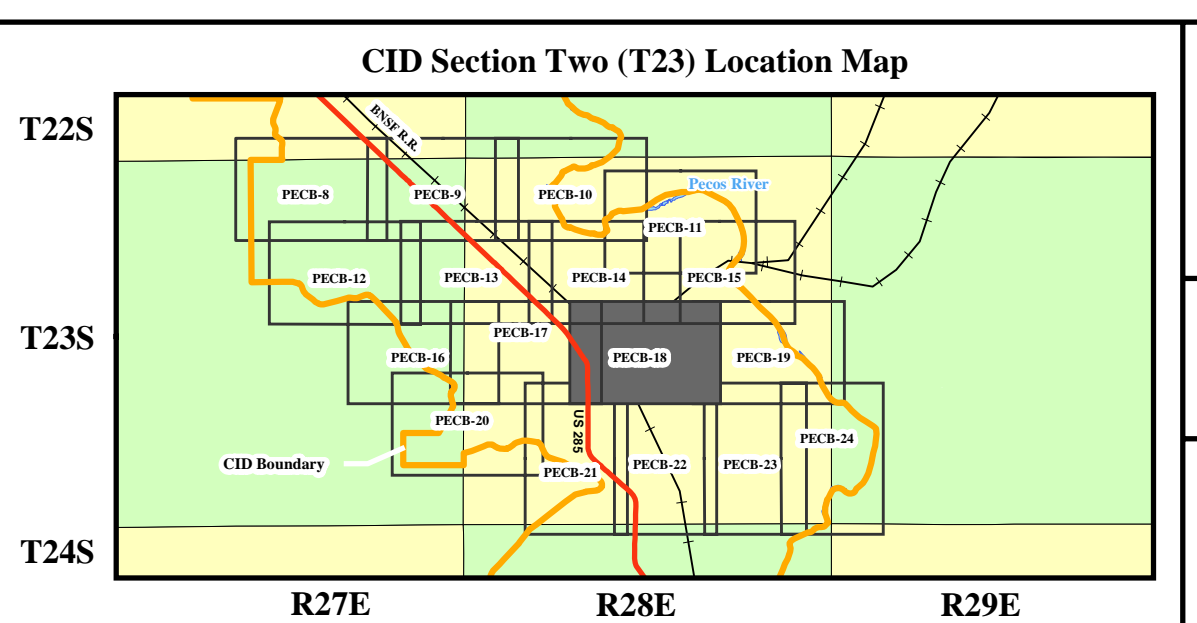 CID Section Two (T23) Location Map
T22S
BNSF R.R.
PECB-8
PECB-9
PECB-10
Pecos River
PECB-11
PECB-12
PECB-13
PECB-14
PECB-15
T23S
PECB-17
PECB-16
PECB-18
PECB-19
PECB-20
US 285
PECB-24
CID Boundary
PECB-21
PECB-22
PECB-23
T24S
R27E
R28E
R29E